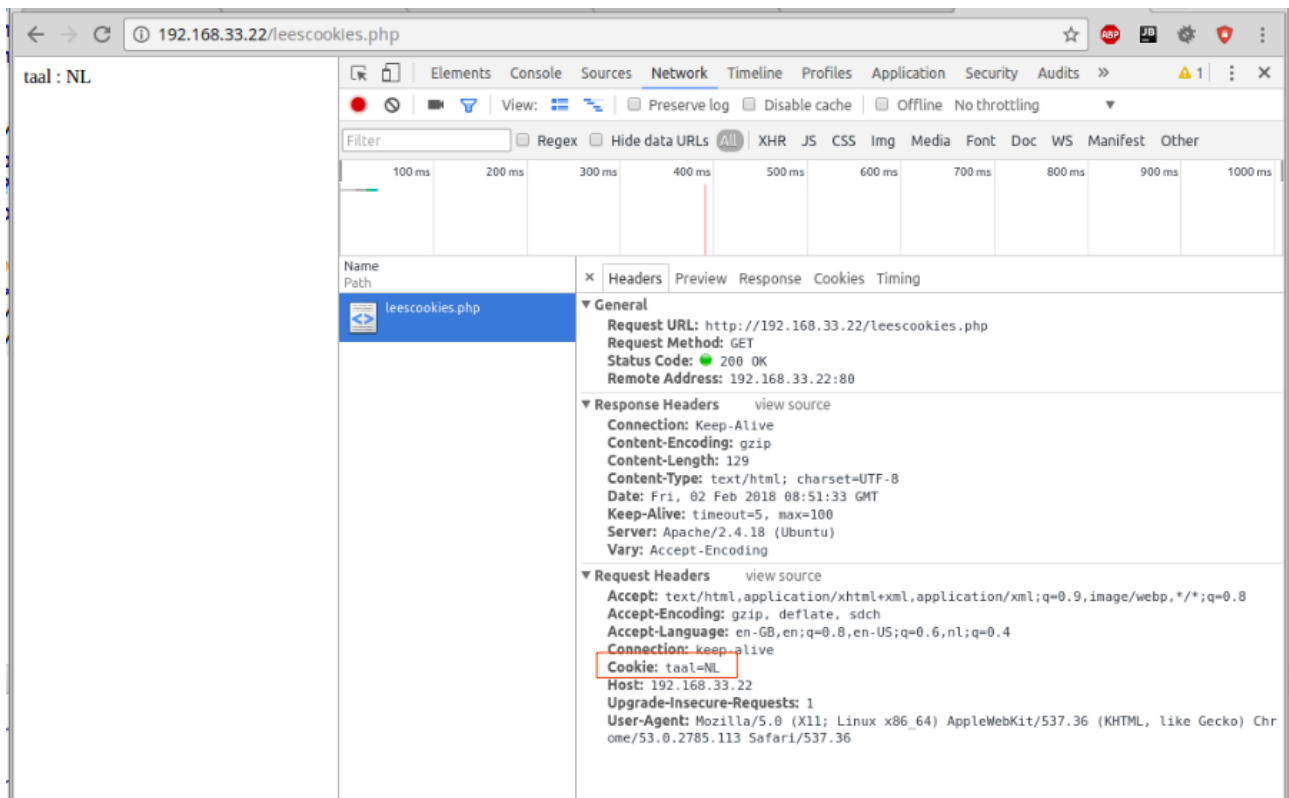 192.168.33.22/leescookies.php
ABP
JB
taal : NL
Elements Console Sources Network Timeline Profiles Application Security Audits » 1
View: Preserve log Disable cache Offline No throttling
Filter Regex Hide data URLs All XHR JS CSS Img Media Font Doc WS Manifest Other
100 ms 200 ms 300 ms 400 ms 500 ms 600 ms 700 ms 800 ms 900 ms 1000 ms
Name
Path
× Headers Preview Response Cookies Timing
leescookies.php
▼ General
Request URL: http://192.168.33.22/leescookies.php
Request Method: GET
Status Code: 200 OK
Remote Address: 192.168.33.22:80
▼ Response Headers view source
Connection: Keep-Alive
Content-Encoding: gzip
Content-Length: 129
Content-Type: text/html; charset=UTF-8
Date: Fri, 02 Feb 2018 08:51:33 GMT
Keep-Alive: timeout=5, max=100
Server: Apache/2.4.18 (Ubuntu)
Vary: Accept-Encoding
▼ Request Headers view source
Accept: text/html,application/xhtml+xml,application/xml;q=0.9,image/webp,*/*;q=0.8
Accept-Encoding: gzip, deflate, sdch
Accept-Language: en-GB,en;q=0.8,en-US;q=0.6,nl;q=0.4
Connection: keep-alive
Cookie: taal=NL
Host: 192.168.33.22
Upgrade-Insecure-Requests: 1
User-Agent: Mozilla/5.0 (X11; Linux x86_64) AppleWebKit/537.36 (KHTML, like Gecko) Chr
ome/53.0.2785.113 Safari/537.36